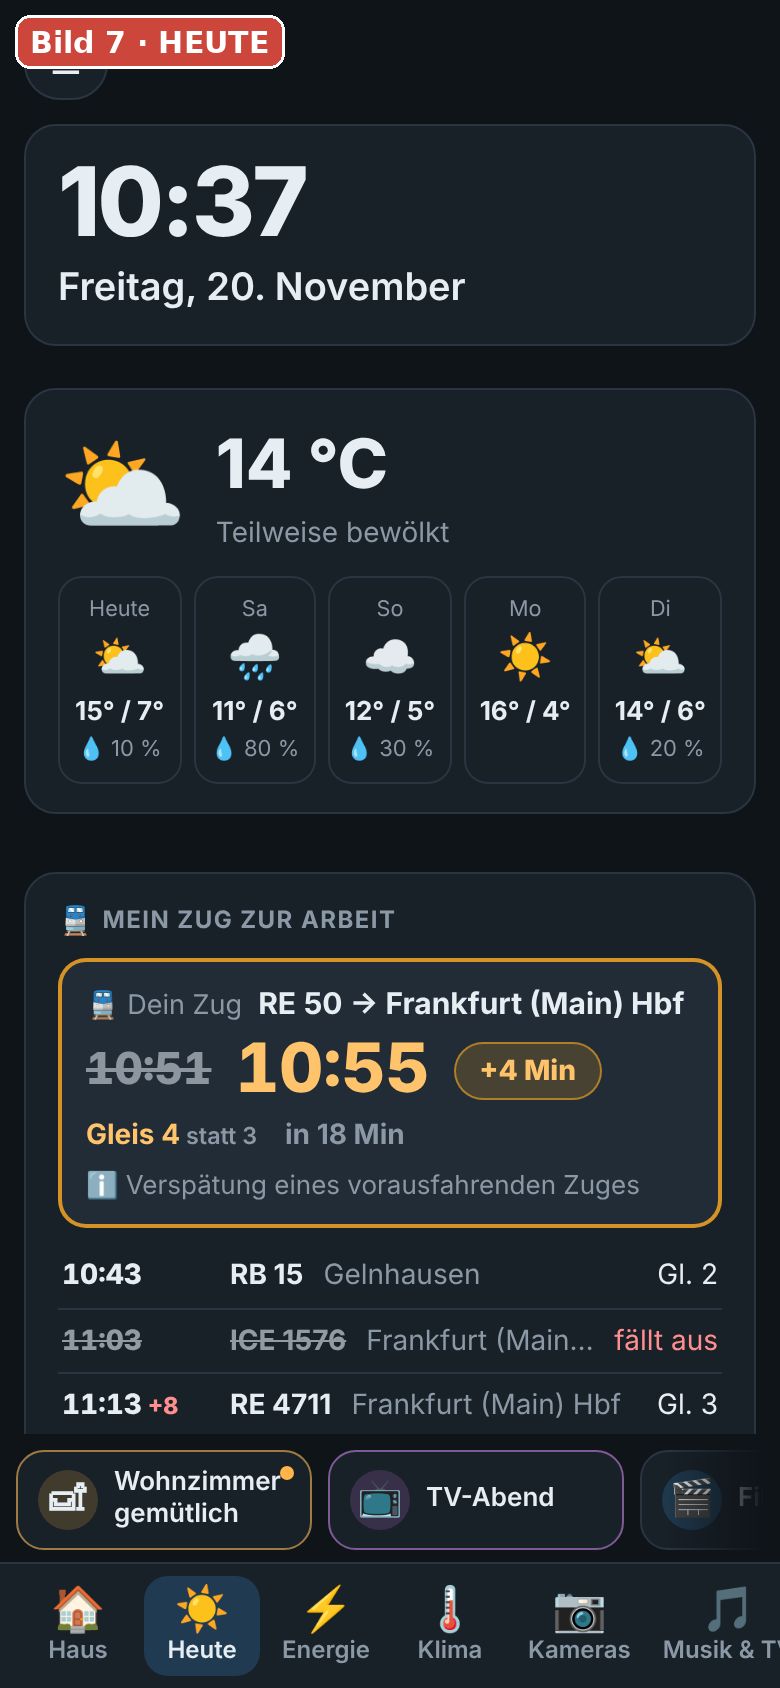 Bild 7 · HEUTE
10:37
Freitag, 20. November
14 °C
Teilweise bewölkt
Heute Sa So Mo Di
15° / 7° 11° / 6° 12° / 5° 16° / 4° 14° / 6°
10 % 80 % 30 % 20 %
MEIN ZUG ZUR ARBEIT
Dein Zug RE 50 → Frankfurt (Main) Hbf
10:51 10:55 +4 Min
Gleis 4 statt 3 in 18 Min
Verspätung eines vorausfahrenden Zuges
10:43 RB 15 Gelnhausen Gl. 2
11:03 ICE 1576 Frankfurt (Main... fällt aus
11:13 +8 RE 4711 Frankfurt (Main) Hbf Gl. 3
Wohnzimmer
gemütlich
TV-Abend
Haus Heute Energie Klima Kameras Musik &